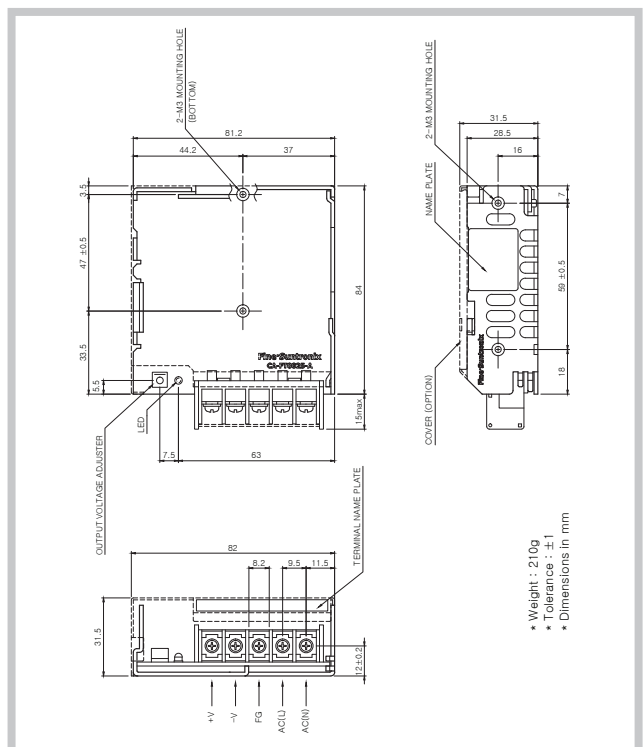 2-M3 MOUNTING HOLE
(BOTTOM)
81.2
44.2
37
3.5
47 ±0.5
33.5
5.5
84
15max
Fine Suntronix
LED
OUTPUT VOLTAGE ADJUSTER
7.5
63
2-M3 MOUNTING HOLE
NAME PLATE
31.5
28.5
16
7
59 ±0.5
18
Fine Suntronix
COVER (OPTION)
TERMINAL NAME PLATE
82
8.2
9.5
11.5
31.5
12±0.2
+V
-V
FG
AC(L)
AC(N)
* Weight : 210g
* Tolerance : ±1
* Dimensions in mm